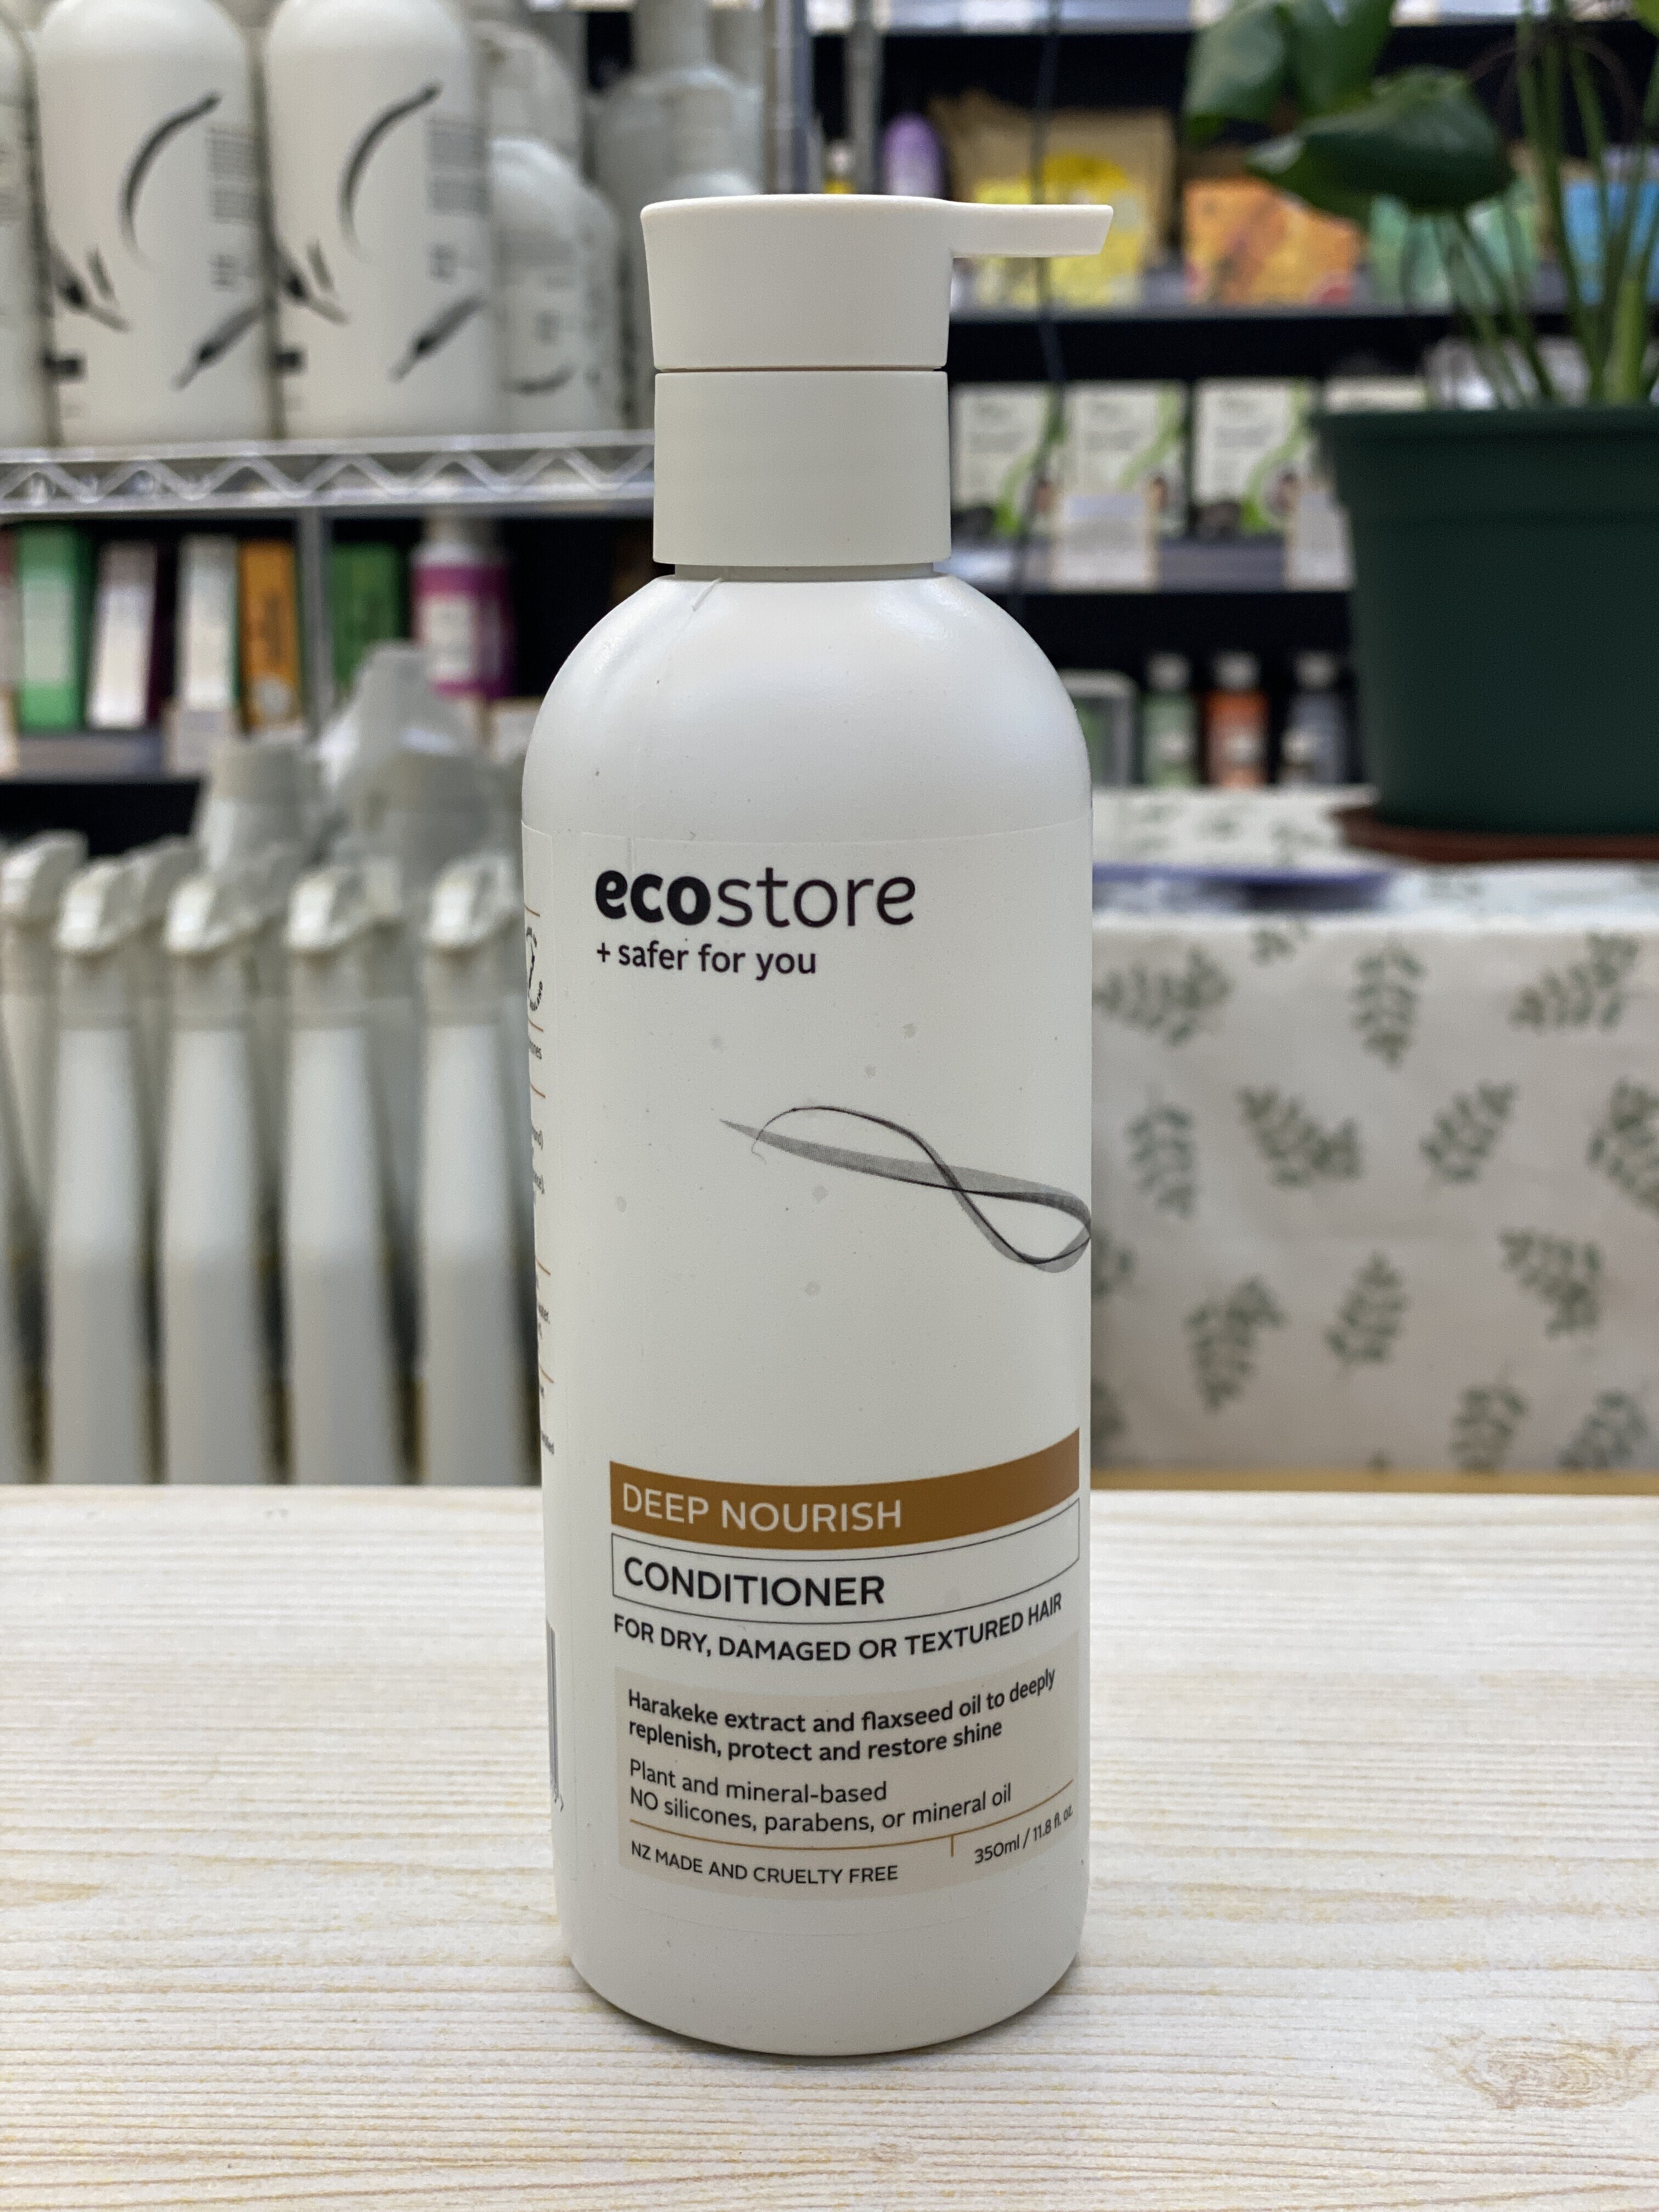 ecostore
+ safer for you
DEEP NOURISH
CONDITIONER
FOR DRY, DAMAGED OR TEXTURED HAIR
Harakeke extract and flaxseed oil to deeply
replenish, protect and restore shine
Plant and mineral-based
NO silicones, parabens, or mineral oil
NZ MADE AND CRUELTY FREE
350ml / 11.8 fl. oz.